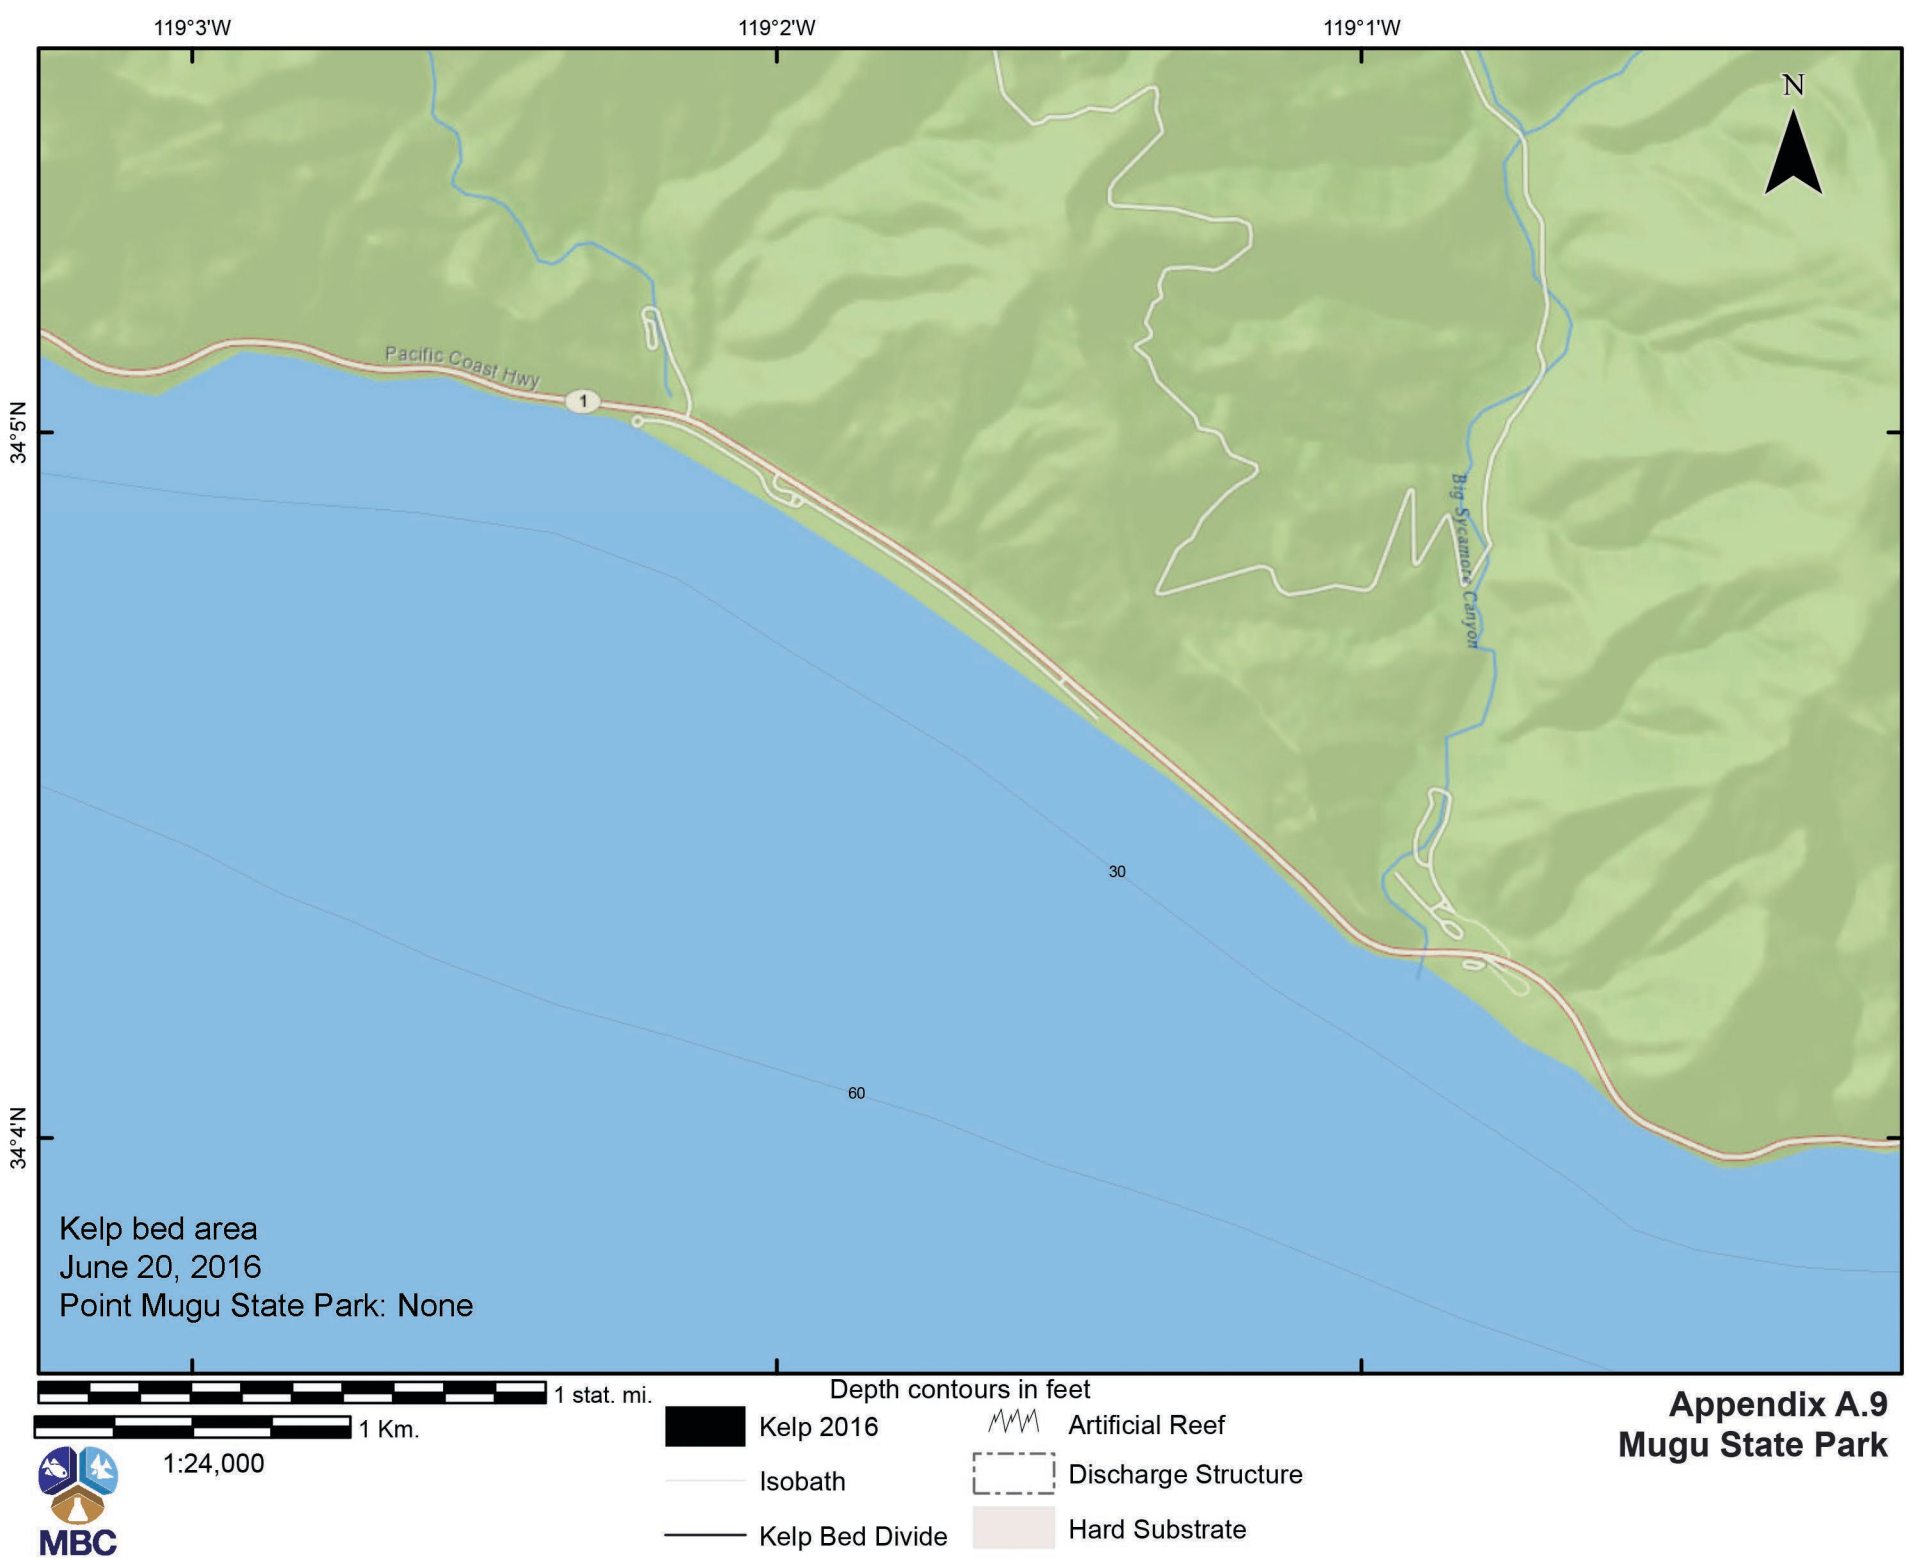 119°3'W
119°2'W
119°1'W
N
Pacific Coast Hwy
1
34°5'N
Big Sycamore Canyon
30
60
34°4'N
Kelp bed area
June 20, 2016
Point Mugu State Park: None
1 stat. mi.
1 Km.
1:24,000
MBC
Depth contours in feet
Kelp 2016
Isobath
Kelp Bed Divide
Artificial Reef
Discharge Structure
Hard Substrate
Appendix A.9
Mugu State Park